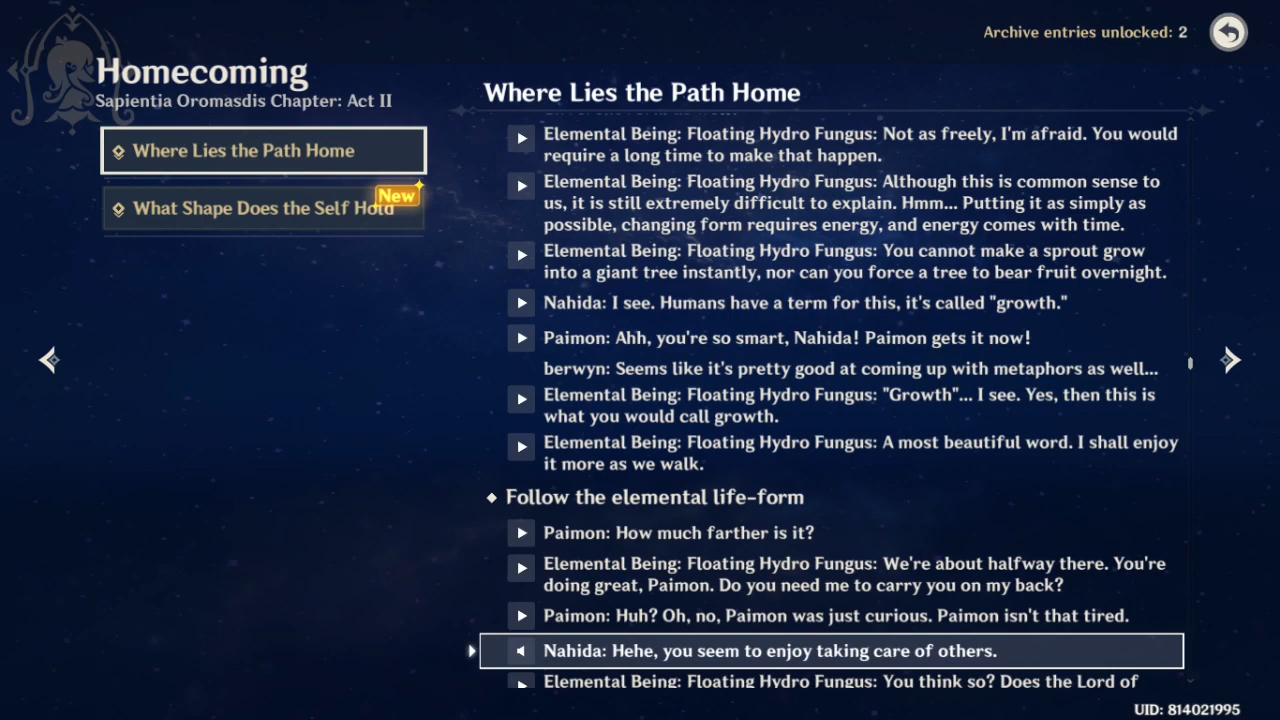 Archive entries unlocked: 2
Homecoming
Sapientia Oromasdis Chapter: Act II
Where Lies the Path Home
New
What Shape Does the Self Hold
Where Lies the Path Home
Elemental Being: Floating Hydro Fungus: Not as freely, I'm afraid. You would
require a long time to make that happen.
Elemental Being: Floating Hydro Fungus: Although this is common sense to
us, it is still extremely difficult to explain. Hmm... Putting it as simply as
possible, changing form requires energy, and energy comes with time.
Elemental Being: Floating Hydro Fungus: You cannot make a sprout grow
into a giant tree instantly, nor can you force a tree to bear fruit overnight.
Nahida: I see. Humans have a term for this, it's called "growth."
Paimon: Ahh, you're so smart, Nahida! Paimon gets it now!
berwyn: Seems like it's pretty good at coming up with metaphors as well...
Elemental Being: Floating Hydro Fungus: "Growth"... I see. Yes, then this is
what you would call growth.
Elemental Being: Floating Hydro Fungus: A most beautiful word. I shall enjoy
it more as we walk.
Follow the elemental life-form
Paimon: How much farther is it?
Elemental Being: Floating Hydro Fungus: We're about halfway there. You're
doing great, Paimon. Do you need me to carry you on my back?
Paimon: Huh? Oh, no, Paimon was just curious. Paimon isn't that tired.
Nahida: Hehe, you seem to enjoy taking care of others.
Elemental Being: Floating Hydro Fungus: You think so? Does the Lord of
UID: 814021995